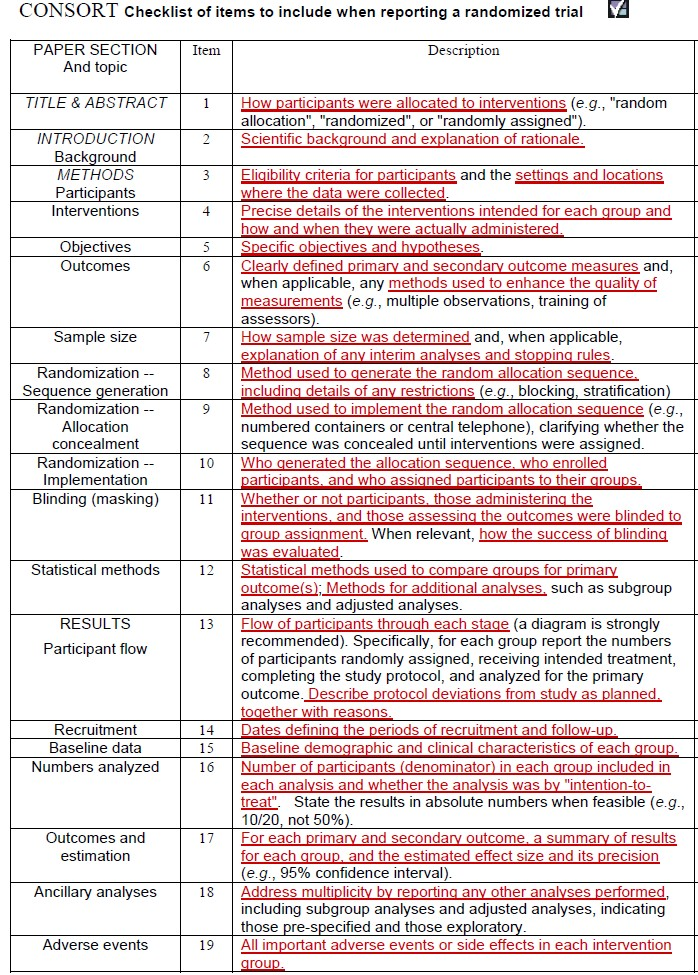 CONSORT Checklist of items to include when reporting a randomized trial
PAPER SECTION
And topic
Item
Description
TITLE & ABSTRACT
1
How participants were allocated to interventions (e.g., "random
allocation", "randomized", or "randomly assigned").
INTRODUCTION
Background
2
Scientific background and explanation of rationale.
METHODS
Participants
3
Eligibility criteria for participants and the settings and locations
where the data were collected.
Interventions
4
Precise details of the interventions intended for each group and
how and when they were actually administered.
Objectives
5
Specific objectives and hypotheses.
Outcomes
6
Clearly defined primary and secondary outcome measures and,
when applicable, any methods used to enhance the quality of
measurements (e.g., multiple observations, training of
assessors).
Sample size
7
How sample size was determined and, when applicable,
explanation of any interim analyses and stopping rules.
Randomization --
Sequence generation
8
Method used to generate the random allocation sequence,
including details of any restrictions (e.g., blocking, stratification)
Randomization --
Allocation
concealment
9
Method used to implement the random allocation sequence (e.g.,
numbered containers or central telephone), clarifying whether the
sequence was concealed until interventions were assigned.
Randomization --
Implementation
10
Who generated the allocation sequence, who enrolled
participants, and who assigned participants to their groups.
Blinding (masking)
11
Whether or not participants, those administering the
interventions, and those assessing the outcomes were blinded to
group assignment. When relevant, how the success of blinding
was evaluated.
Statistical methods
12
Statistical methods used to compare groups for primary
outcome(s); Methods for additional analyses, such as subgroup
analyses and adjusted analyses.
RESULTS
Participant flow
13
Flow of participants through each stage (a diagram is strongly
recommended). Specifically, for each group report the numbers
of participants randomly assigned, receiving intended treatment,
completing the study protocol, and analyzed for the primary
outcome. Describe protocol deviations from study as planned,
together with reasons.
Recruitment
14
Dates defining the periods of recruitment and follow-up.
Baseline data
15
Baseline demographic and clinical characteristics of each group.
Numbers analyzed
16
Number of participants (denominator) in each group included in
each analysis and whether the analysis was by "intention-to-
treat". State the results in absolute numbers when feasible (e.g.,
10/20, not 50%).
Outcomes and
estimation
17
For each primary and secondary outcome, a summary of results
for each group, and the estimated effect size and its precision
(e.g., 95% confidence interval).
Ancillary analyses
18
Address multiplicity by reporting any other analyses performed,
including subgroup analyses and adjusted analyses, indicating
those pre-specified and those exploratory.
Adverse events
19
All important adverse events or side effects in each intervention
group.